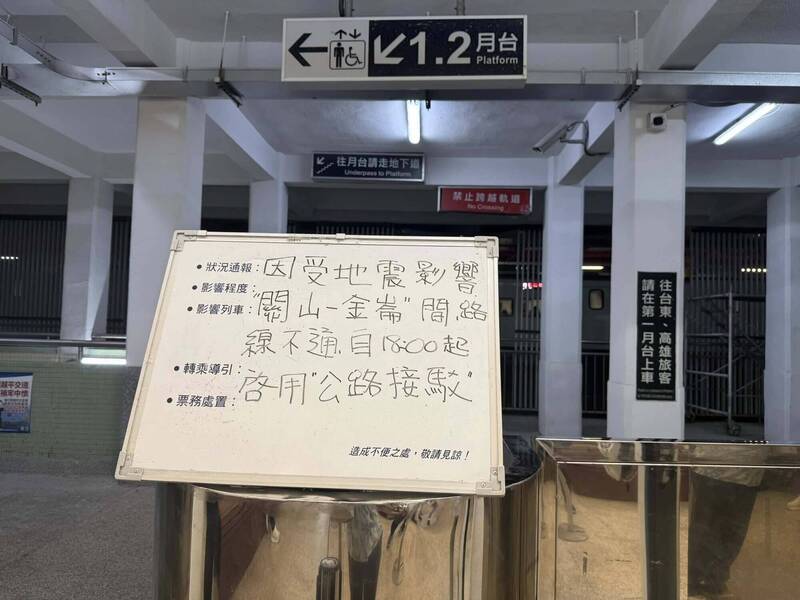 1.2月台
Platform
往月台請走地下道
Underpass to Platform
禁止跨越軌道
No Crossing
往台東、高雄旅客
請在第一月台上車
• 狀況通報：因受地震影響
• 影響程度：
• 影響列車："關山-金崙"間,路
線不通,自18:00起
• 轉乘導引：
啓用"公路接駁"
• 票務處置：
造成不便之處，敬請見諒！